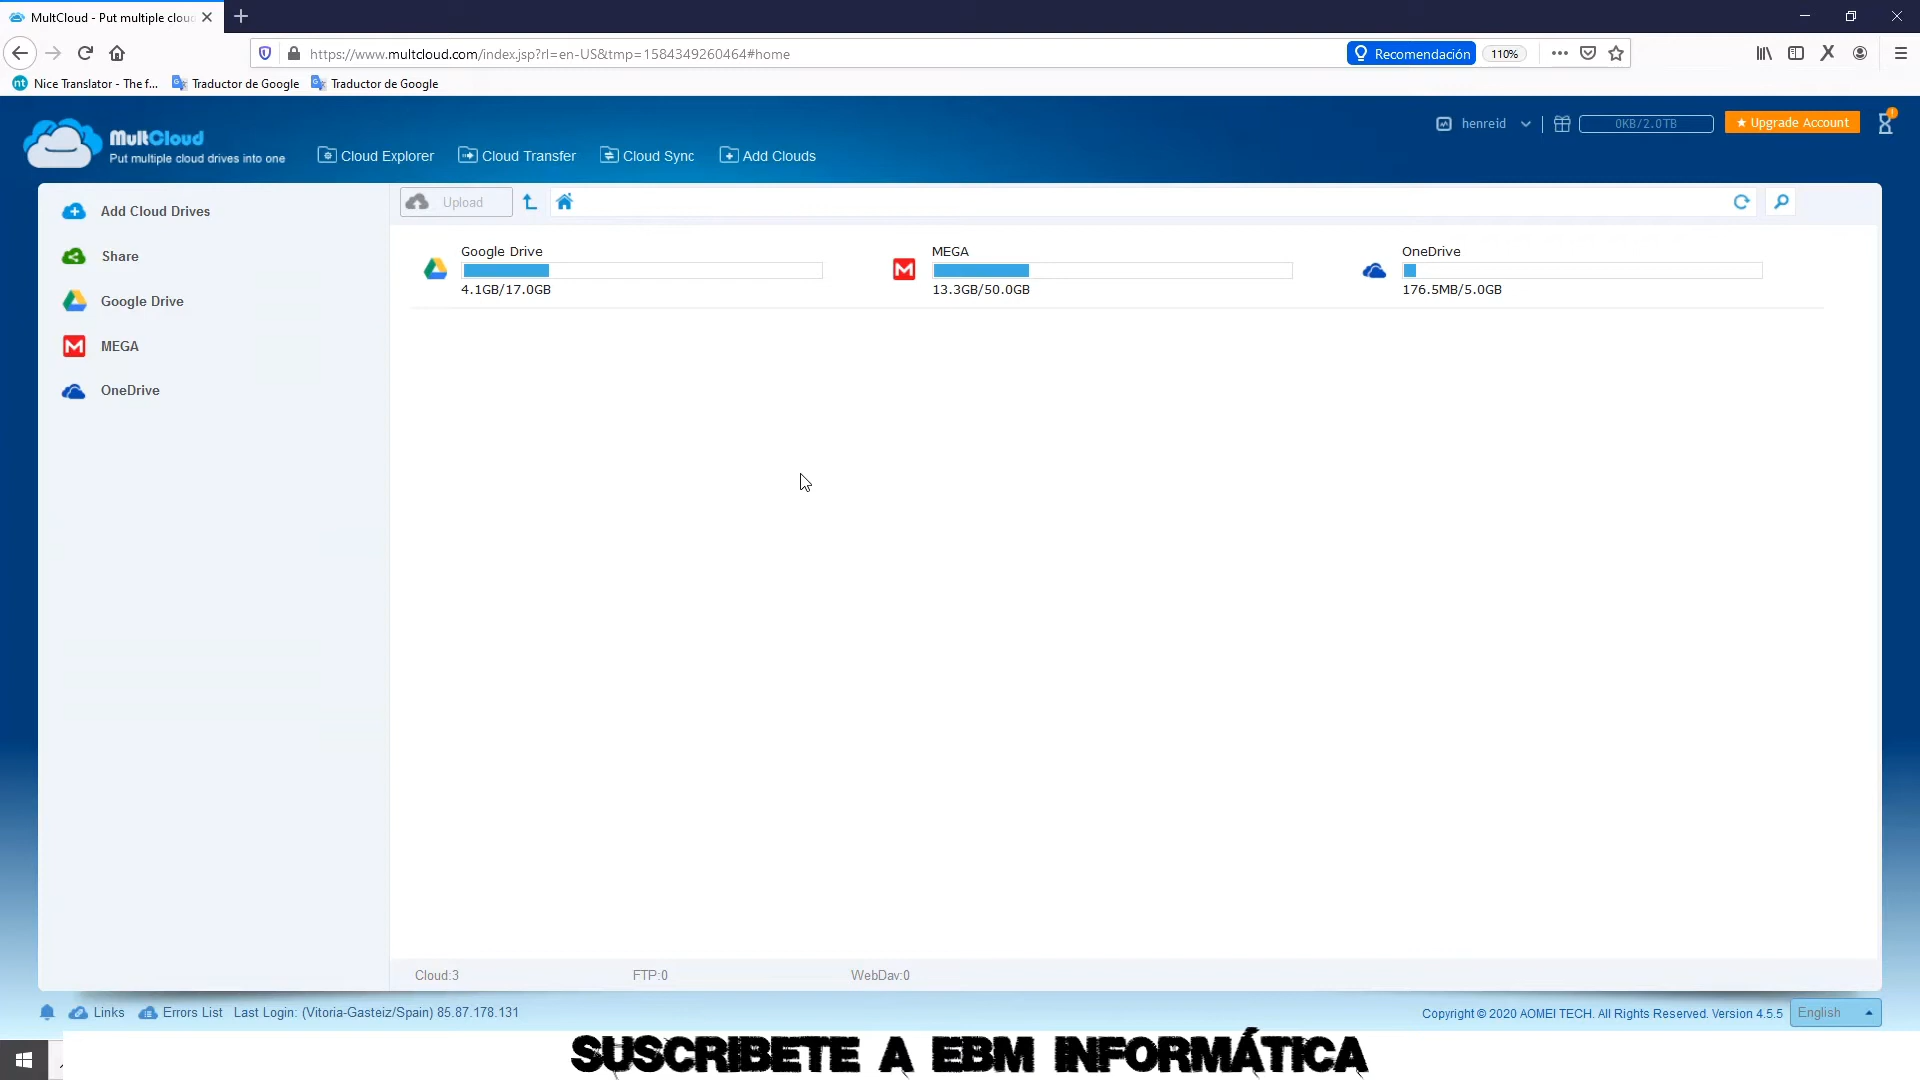 MultCloud - Put multiple clou
https://www.multcloud.com/index.jsp?rl=en-US&tmp=1584349260464#home
Recomendación
110%
Nice Translator - The f...
Traductor de Google
Traductor de Google
MultCloud
Put multiple cloud drives into one
Cloud Explorer
Cloud Transfer
Cloud Sync
Add Clouds
henreid
0KB/2.0TB
★ Upgrade Account
Add Cloud Drives
Share
Google Drive
MEGA
OneDrive
Upload
Google Drive
4.1GB/17.0GB
MEGA
13.3GB/50.0GB
OneDrive
176.5MB/5.0GB
Cloud:3
FTP:0
WebDav:0
Links
Errors List
Last Login: (Vitoria-Gasteiz/Spain) 85.87.178.131
Copyright © 2020 AOMEI TECH. All Rights Reserved. Version 4.5.5
English
SUSCRIBETE A EBM INFORMÁTICA